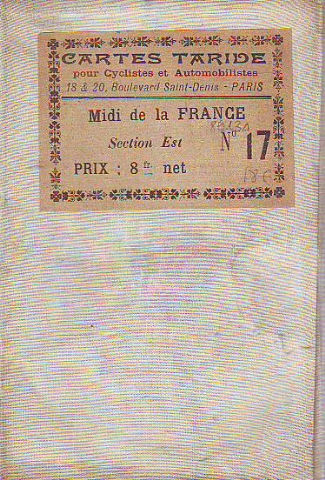 CARTES TARIDE
pour Cyclistes et Automobilistes
18 & 20, Boulevard Saint-Denis - PARIS
Midi de la FRANCE
Section Est
No 17
PRIX : 8 fr. net